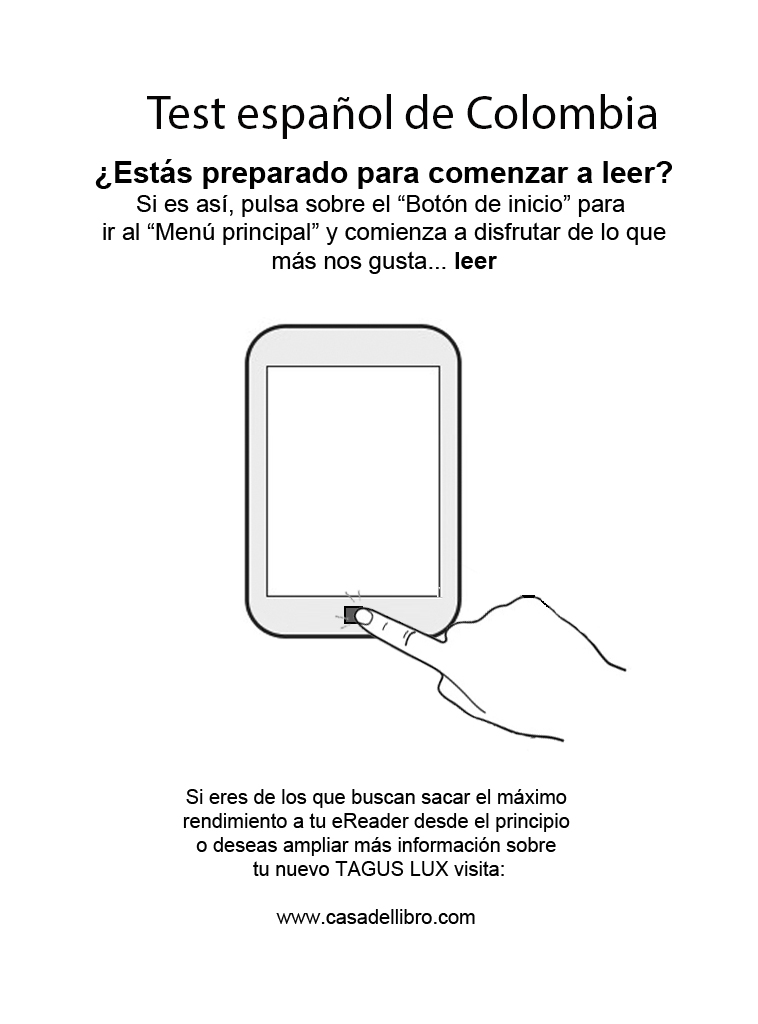 Test español de Colombia
¿Estás preparado para comenzar a leer?
Si es así, pulsa sobre el “Botón de inicio” para
ir al “Menú principal” y comienza a disfrutar de lo que
más nos gusta... leer
Si eres de los que buscan sacar el máximo
rendimiento a tu eReader desde el principio
o deseas ampliar más información sobre
tu nuevo TAGUS LUX visita:
www.casadellibro.com